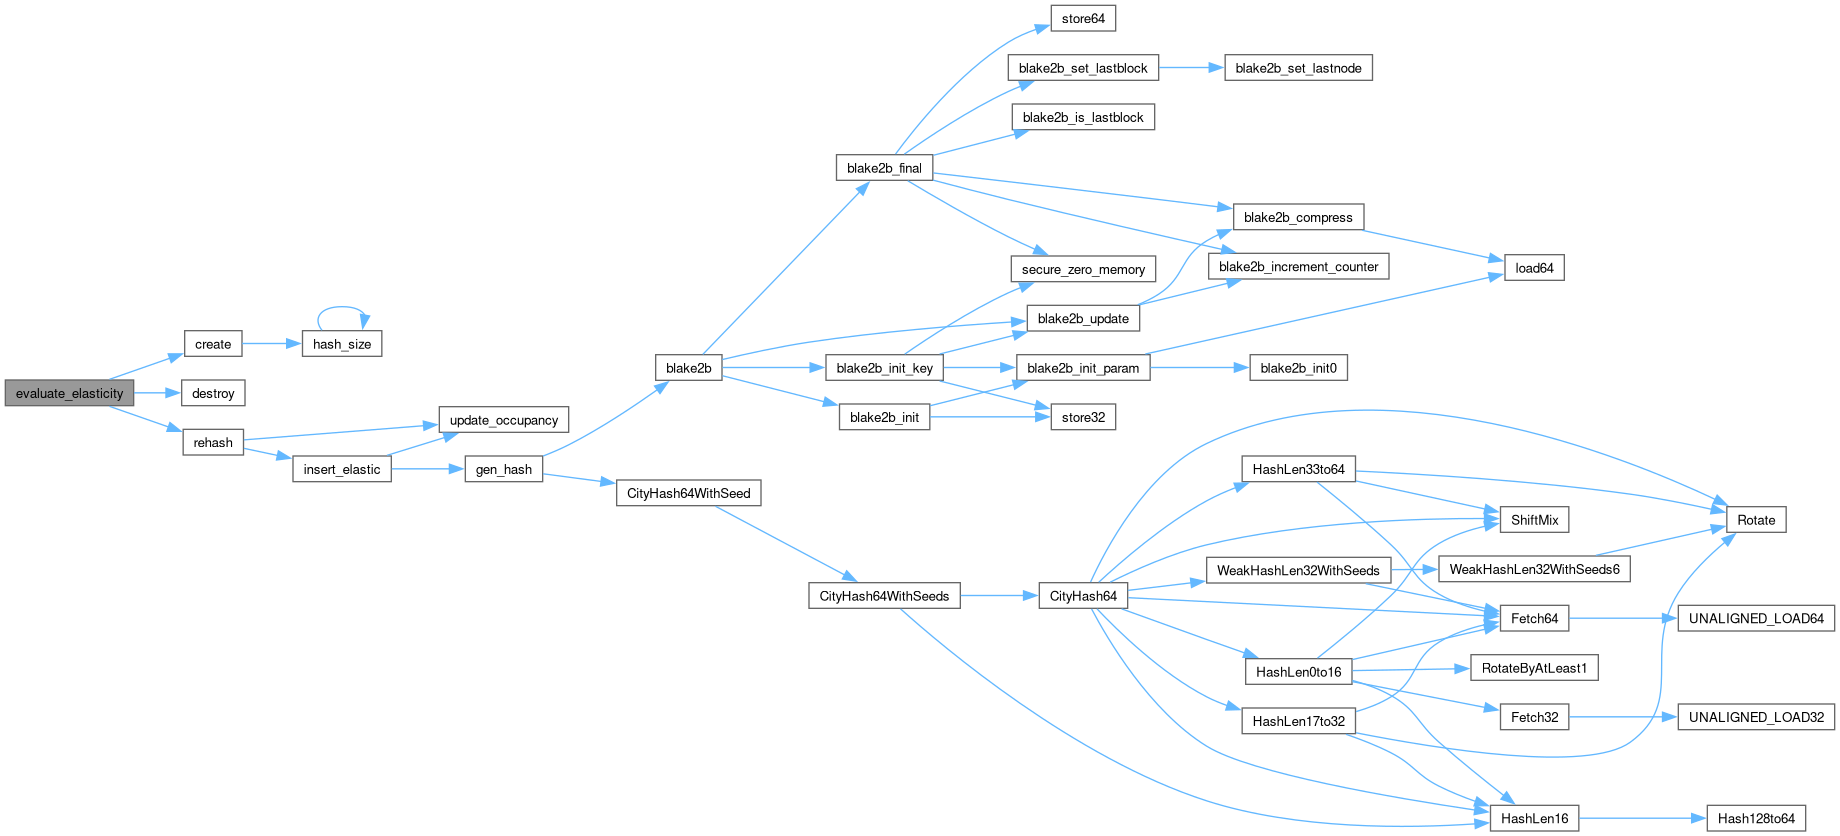 evaluate_elasticity
create
destroy
rehash
hash_size
update_occupancy
insert_elastic
gen_hash
blake2b
CityHash64WithSeed
blake2b_final
blake2b_init_key
blake2b_init
CityHash64WithSeeds
store64
blake2b_set_lastblock
blake2b_is_lastblock
secure_zero_memory
blake2b_update
blake2b_init_param
store32
CityHash64
blake2b_set_lastnode
blake2b_compress
blake2b_increment_counter
blake2b_init0
HashLen33to64
WeakHashLen32WithSeeds
HashLen0to16
HashLen17to32
load64
ShiftMix
WeakHashLen32WithSeeds6
Fetch64
RotateByAtLeast1
Fetch32
HashLen16
Rotate
UNALIGNED_LOAD64
UNALIGNED_LOAD32
Hash128to64